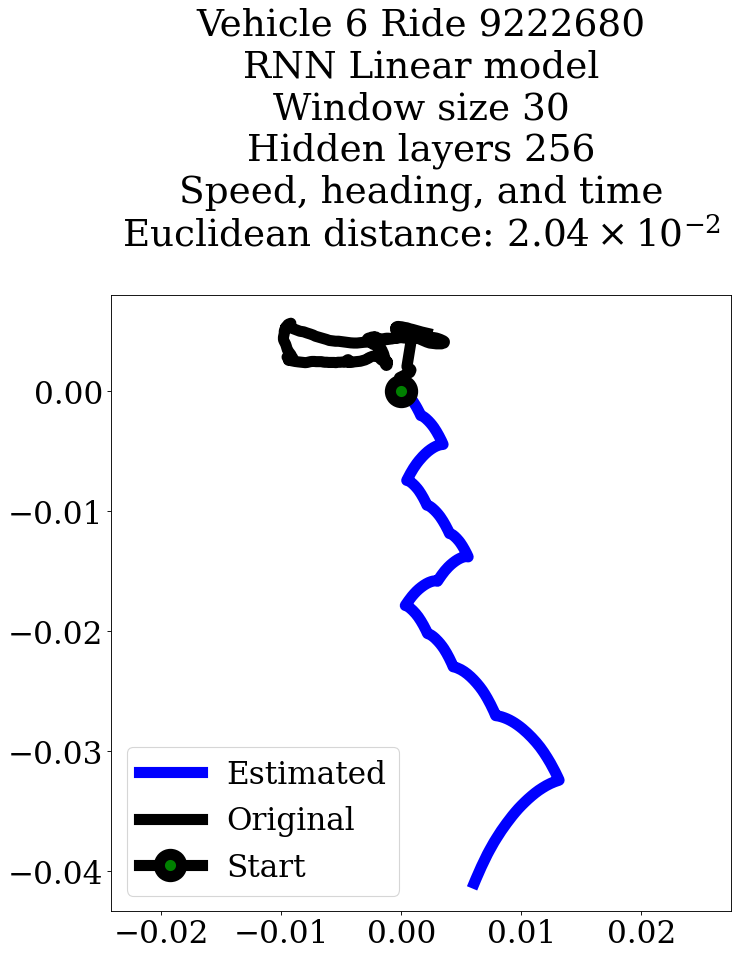 Vehicle 6 Ride 9222680
RNN Linear model
Window size 30
Hidden layers 256
Speed, heading, and time
Euclidean distance: 2.04 × 10⁻²
0.00
−0.01
−0.02
−0.03
−0.04
Estimated
Original
Start
−0.02 −0.01 0.00 0.01 0.02